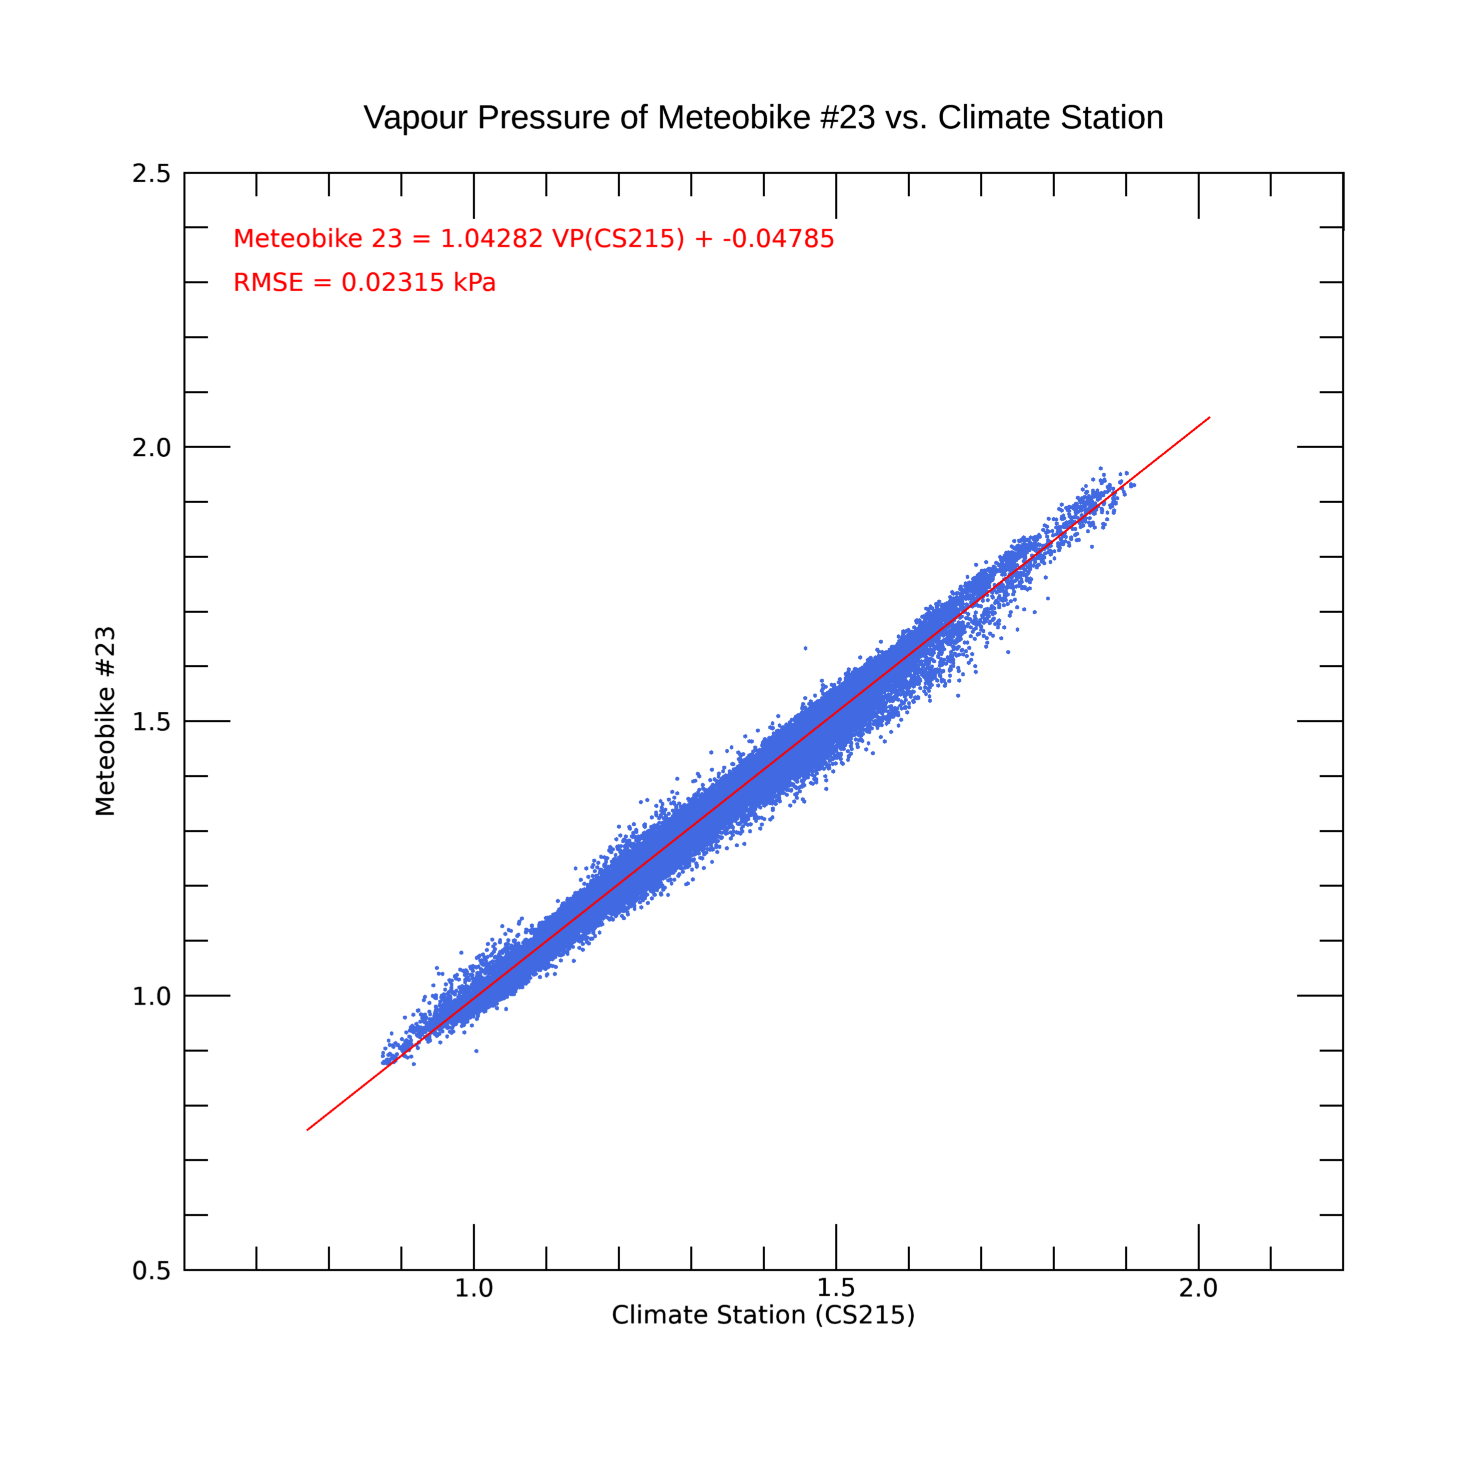 Vapour Pressure of Meteobike #23 vs. Climate Station
2.5
Meteobike 23 = 1.04282 VP(CS215) + -0.04785
RMSE = 0.02315 kPa
2.0
Meteobike #23
1.5
1.0
0.5
1.0 1.5 2.0
Climate Station (CS215)